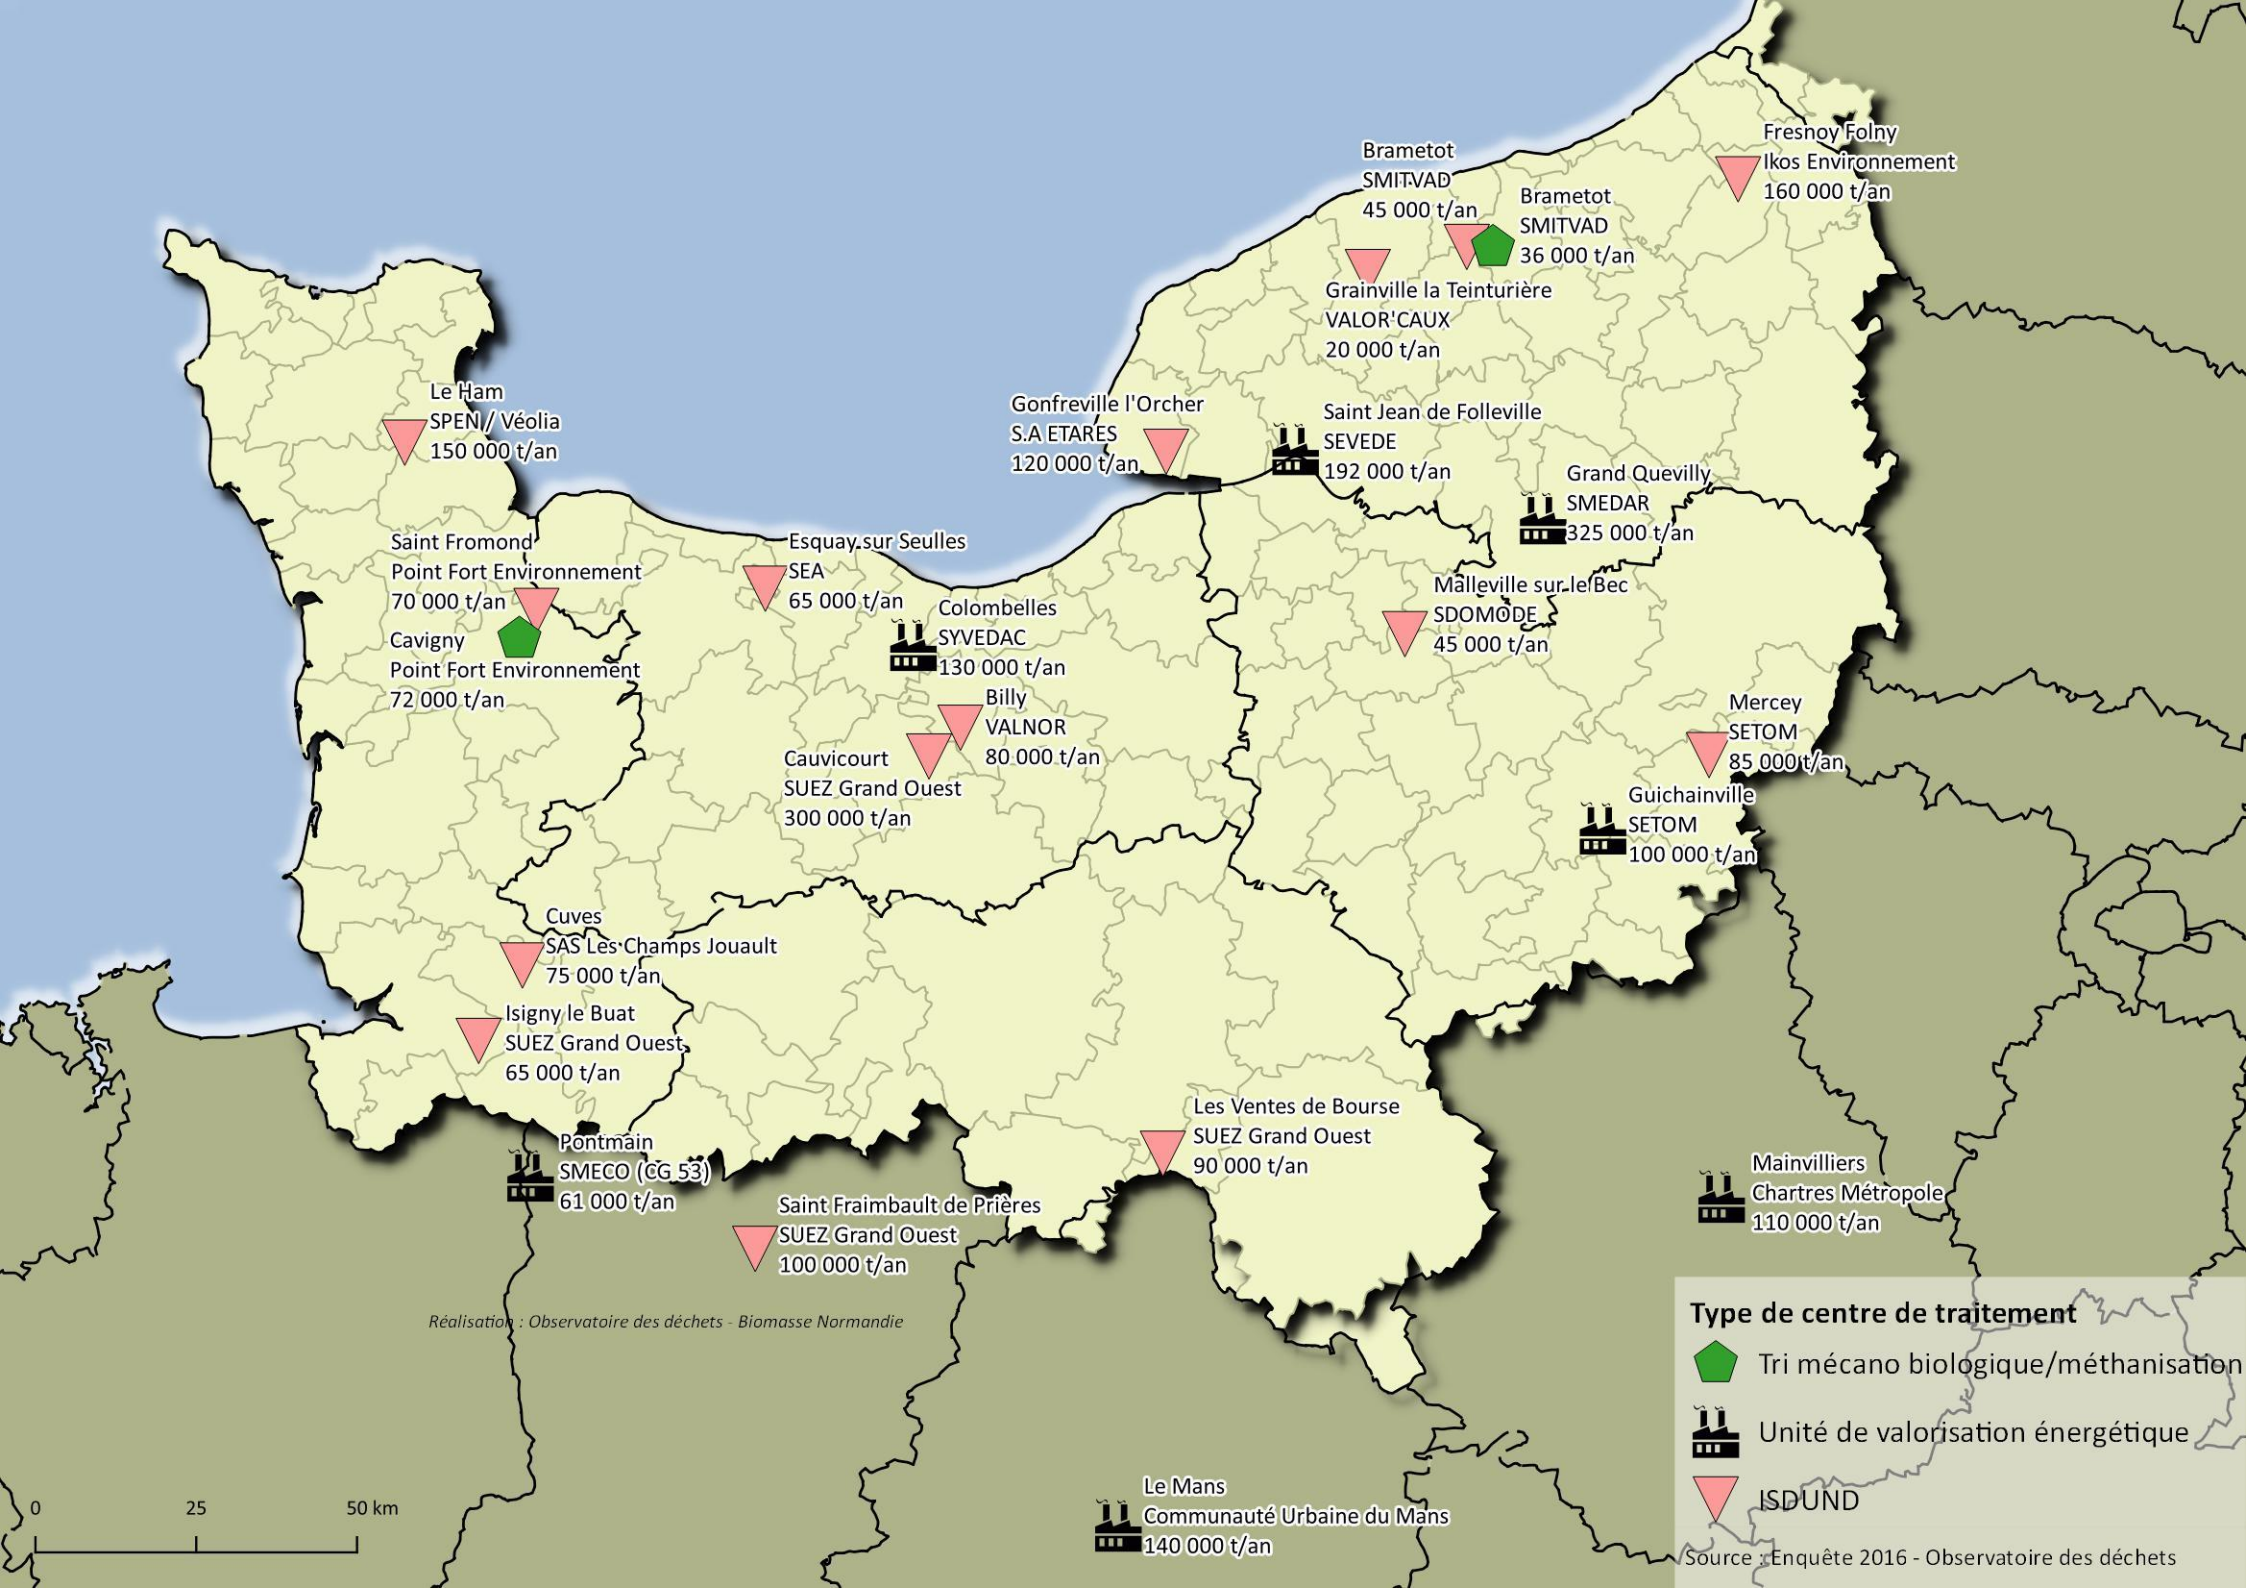 Fresnoy Folny
Ikos Environnement
160 000 t/an
Brametot
SMITVAD
45 000 t/an
Brametot
SMITVAD
36 000 t/an
Grainville la Teinturière
VALOR'CAUX
20 000 t/an
Le Ham
SPEN / Véolia
150 000 t/an
Gonfreville l'Orcher
S.A ETARES
120 000 t/an
Saint Jean de Folleville
SEVEDE
192 000 t/an
Grand Quevilly
SMEDAR
325 000 t/an
Saint Fromond
Point Fort Environnement
70 000 t/an
Cavigny
Point Fort Environnement
72 000 t/an
Esquay sur Seulles
SEA
65 000 t/an
Colombelles
SYVEDAC
130 000 t/an
Malleville sur le Bec
SDOMODE
45 000 t/an
Billy
VALNOR
80 000 t/an
Cauvicourt
SUEZ Grand Ouest
300 000 t/an
Mercey
SETOM
85 000 t/an
Guichainville
SETOM
100 000 t/an
Cuves
SAS Les Champs Jouault
75 000 t/an
Isigny le Buat
SUEZ Grand Ouest
65 000 t/an
Les Ventes de Bourse
SUEZ Grand Ouest
90 000 t/an
Pontmain
SMECO (CG 53)
61 000 t/an
Saint Fraimbault de Prières
SUEZ Grand Ouest
100 000 t/an
Mainvilliers
Chartres Métropole
110 000 t/an
Réalisation : Observatoire des déchets - Biomasse Normandie
Le Mans
Communauté Urbaine du Mans
140 000 t/an
0 25 50 km
Type de centre de traitement
Tri mécano biologique/méthanisation
Unité de valorisation énergétique
ISDUND
Source : Enquête 2016 - Observatoire des déchets